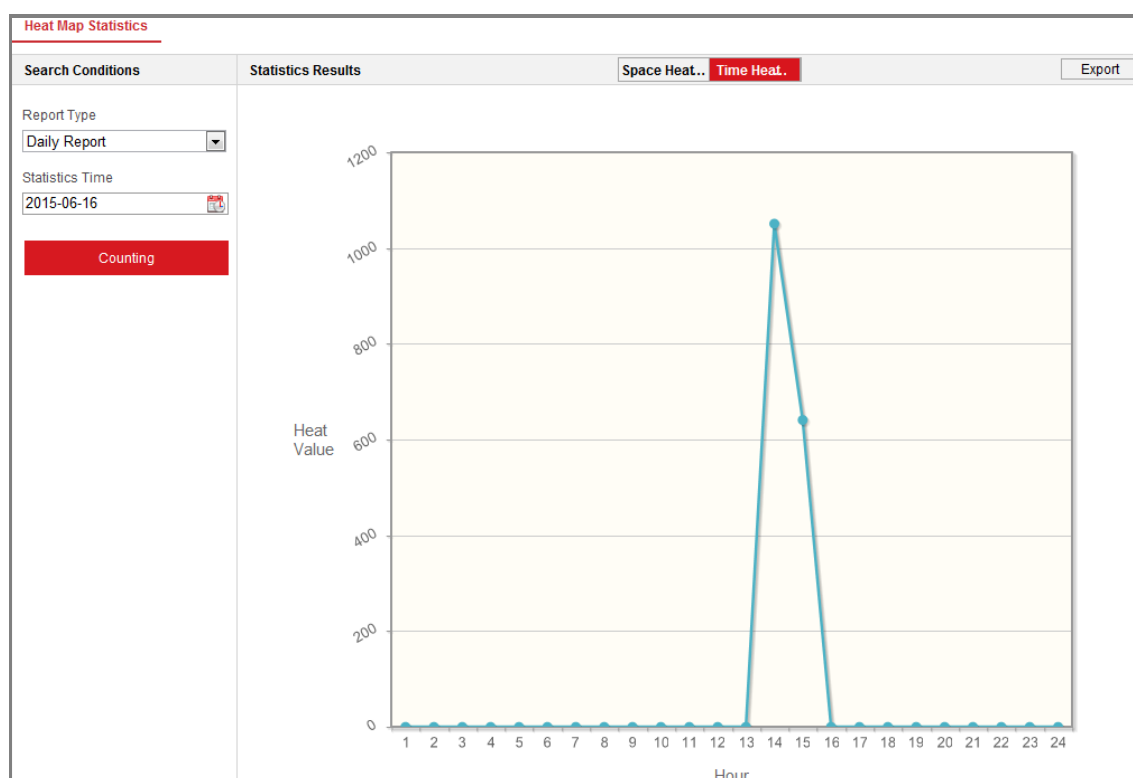 Heat Map Statistics
Search Conditions
Statistics Results
Space Heat...
Time Heat..
Export
Report Type
Daily Report
Statistics Time
2015-06-16
Counting
1200
1000
800
600
400
200
0
Heat
Value
1 2 3 4 5 6 7 8 9 10 11 12 13 14 15 16 17 18 19 20 21 22 23 24
Hour